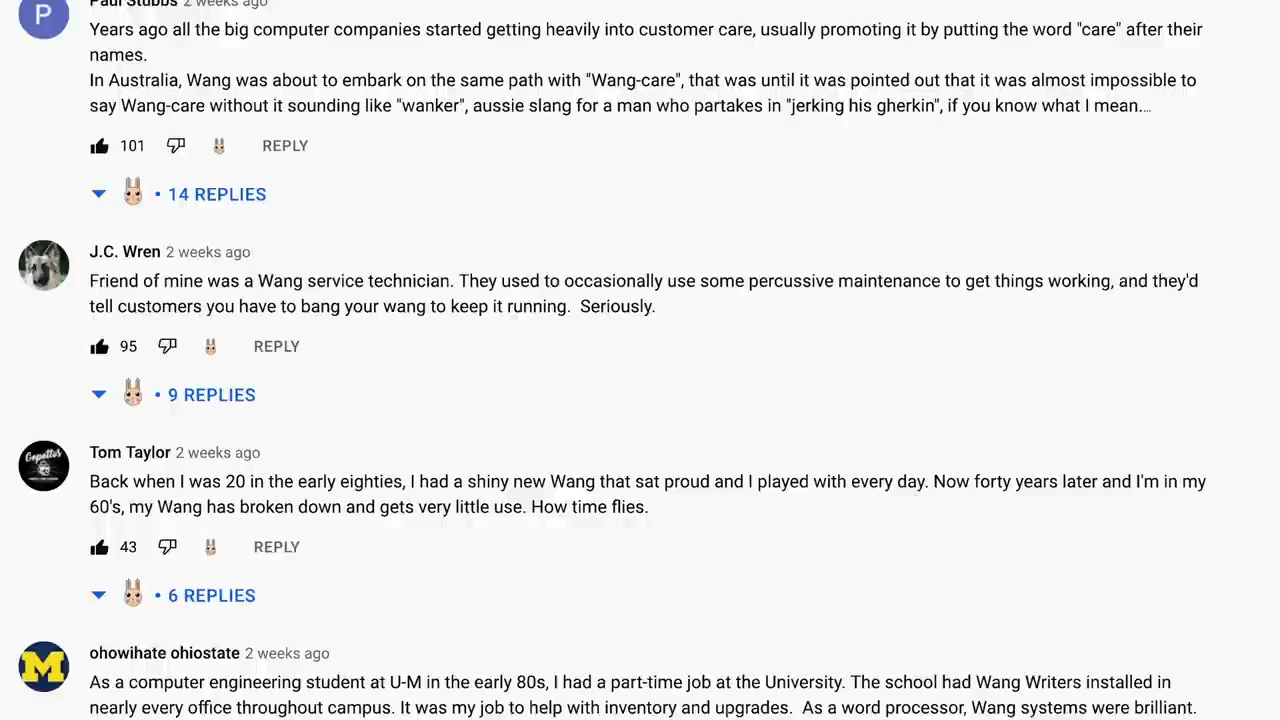 P
Paul Stubbs 2 weeks ago
Years ago all the big computer companies started getting heavily into customer care, usually promoting it by putting the word "care" after their
names.
In Australia, Wang was about to embark on the same path with "Wang-care", that was until it was pointed out that it was almost impossible to
say Wang-care without it sounding like "wanker", aussie slang for a man who partakes in "jerking his gherkin", if you know what I mean....
101 REPLY
• 14 REPLIES
J.C. Wren 2 weeks ago
Friend of mine was a Wang service technician. They used to occasionally use some percussive maintenance to get things working, and they'd
tell customers you have to bang your wang to keep it running.  Seriously.
95 REPLY
• 9 REPLIES
Gepettos
Tom Taylor 2 weeks ago
Back when I was 20 in the early eighties, I had a shiny new Wang that sat proud and I played with every day. Now forty years later and I'm in my
60's, my Wang has broken down and gets very little use. How time flies.
43 REPLY
• 6 REPLIES
M
ohowihate ohiostate 2 weeks ago
As a computer engineering student at U-M in the early 80s, I had a part-time job at the University. The school had Wang Writers installed in
nearly every office throughout campus. It was my job to help with inventory and upgrades.  As a word processor, Wang systems were brilliant.